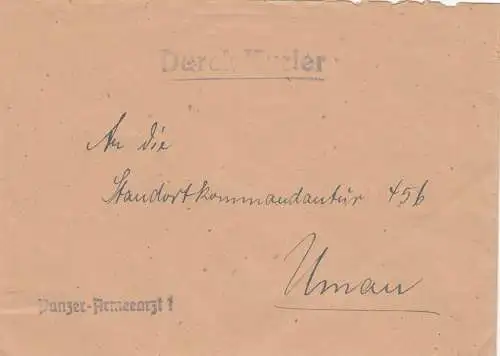 Durch Kurier
An die
Standortkommandantur 456
Uman
Panzer-Armeearzt 1